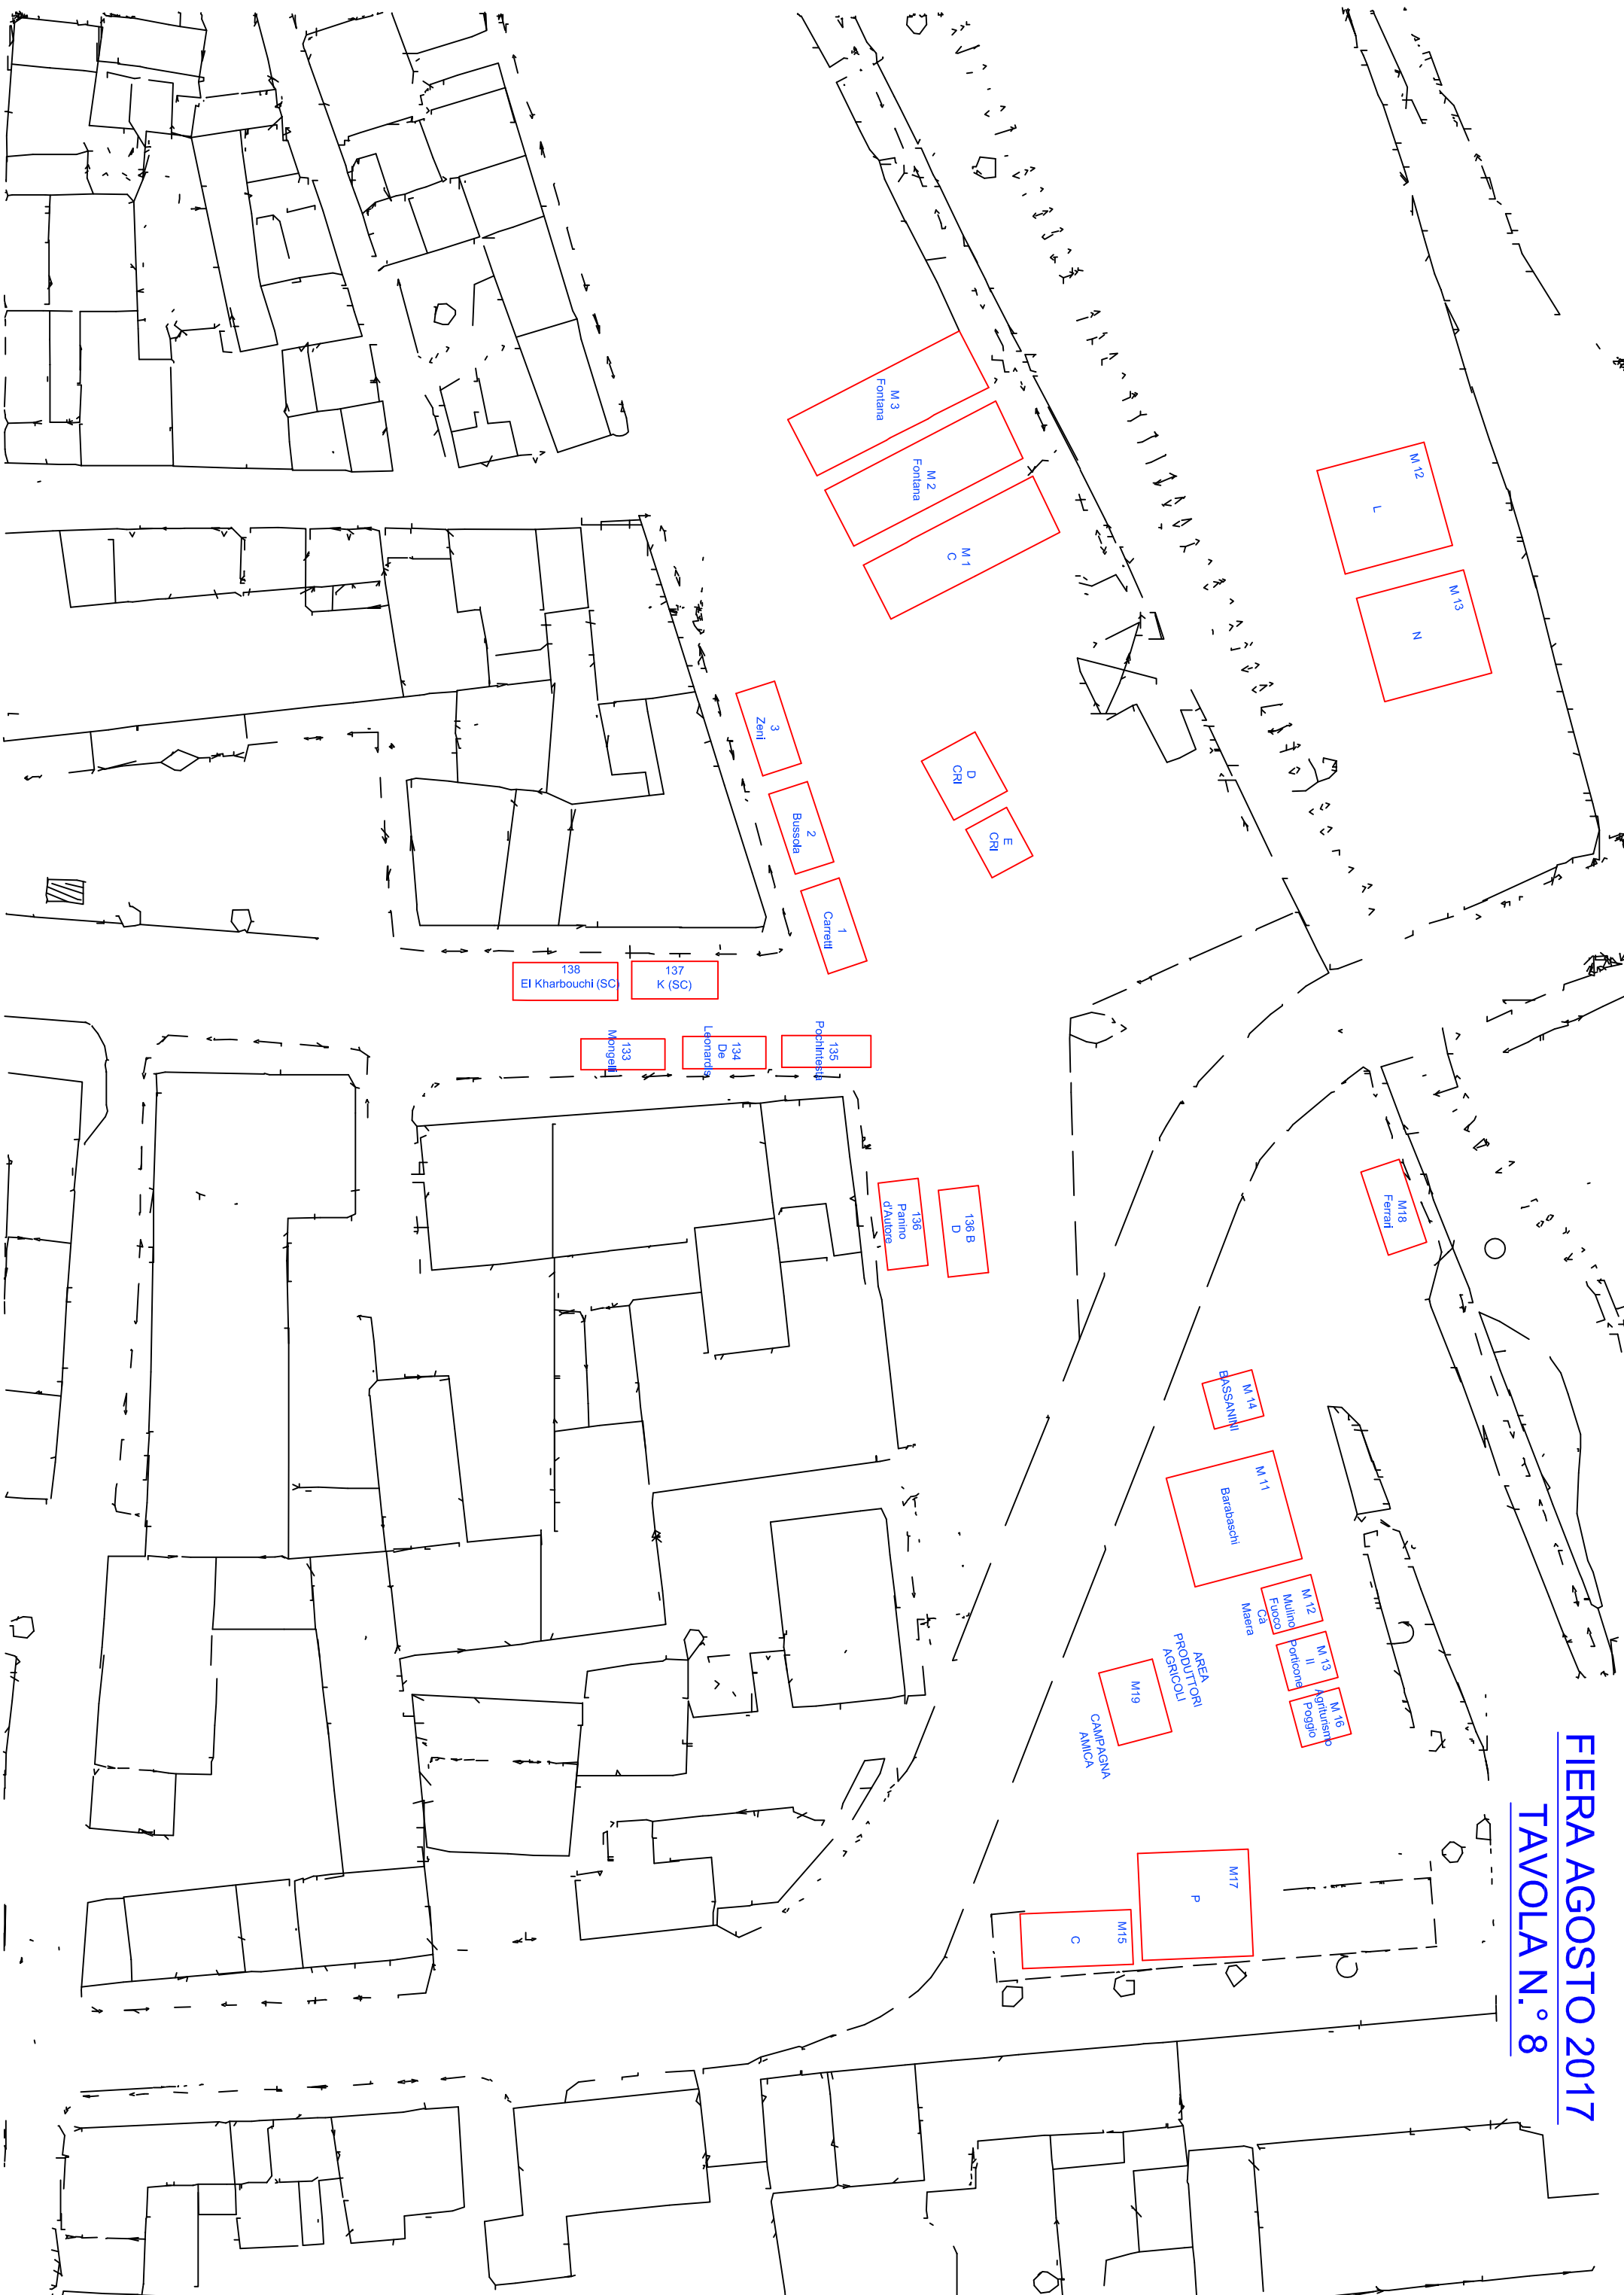 FIERA AGOSTO 2017
TAVOLA N.° 8
M 12
L
M 13
N
M 3
Fontana
M 2
Fontana
M 1
C
3
Zeni
2
Bussola
1
Carretti
D
CRI
E
CRI
138
El Kharbouchi (SC)
137
K (SC)
133
Mongelli
134
De
Leonardis
135
Pochintesta
136
Panino
d'Autore
136 B
D
M18
Ferrari
M 14
BASSANINI
M 11
Barabaschi
M 12
Mulino
Fuoco
Cà
Maera
M 13
Il
Porticone
M 16
Agriturismo
Poggio
AREA
PRODUTTORI
AGRICOLI
M19
CAMPAGNA
AMICA
M17
P
M15
C